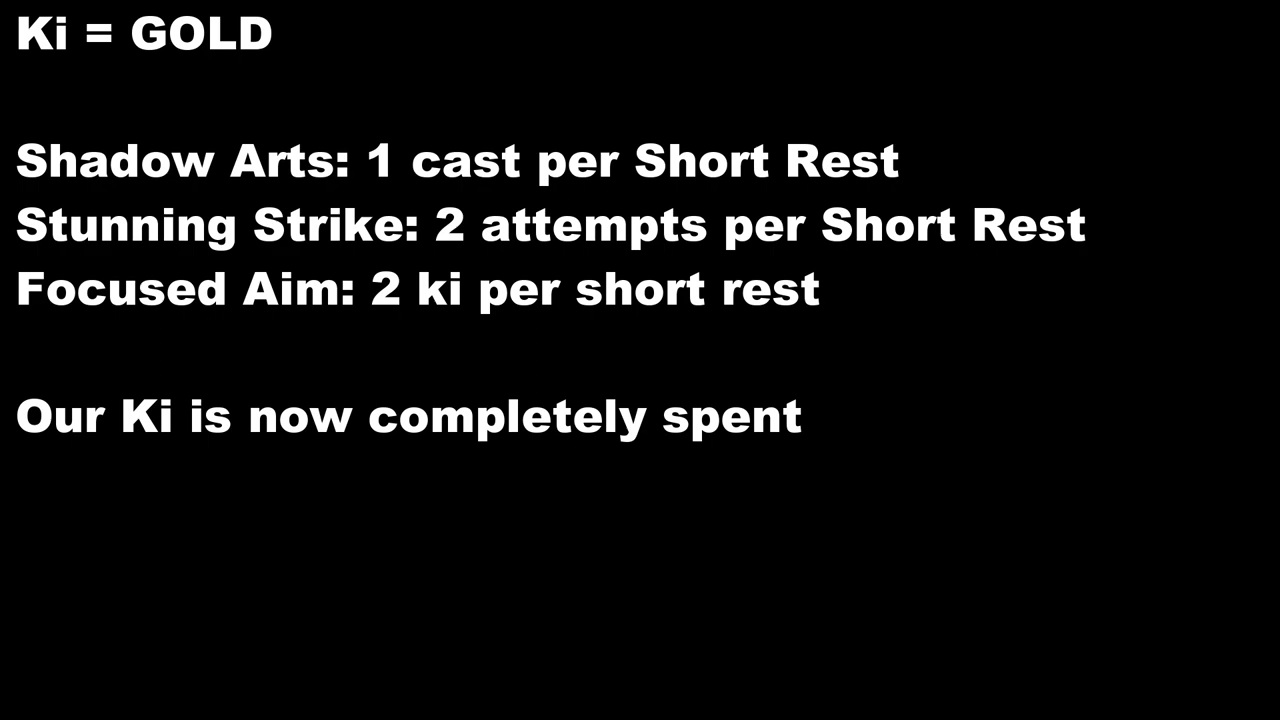 Ki = GOLD
Shadow Arts: 1 cast per Short Rest
Stunning Strike: 2 attempts per Short Rest
Focused Aim: 2 ki per short rest
Our Ki is now completely spent